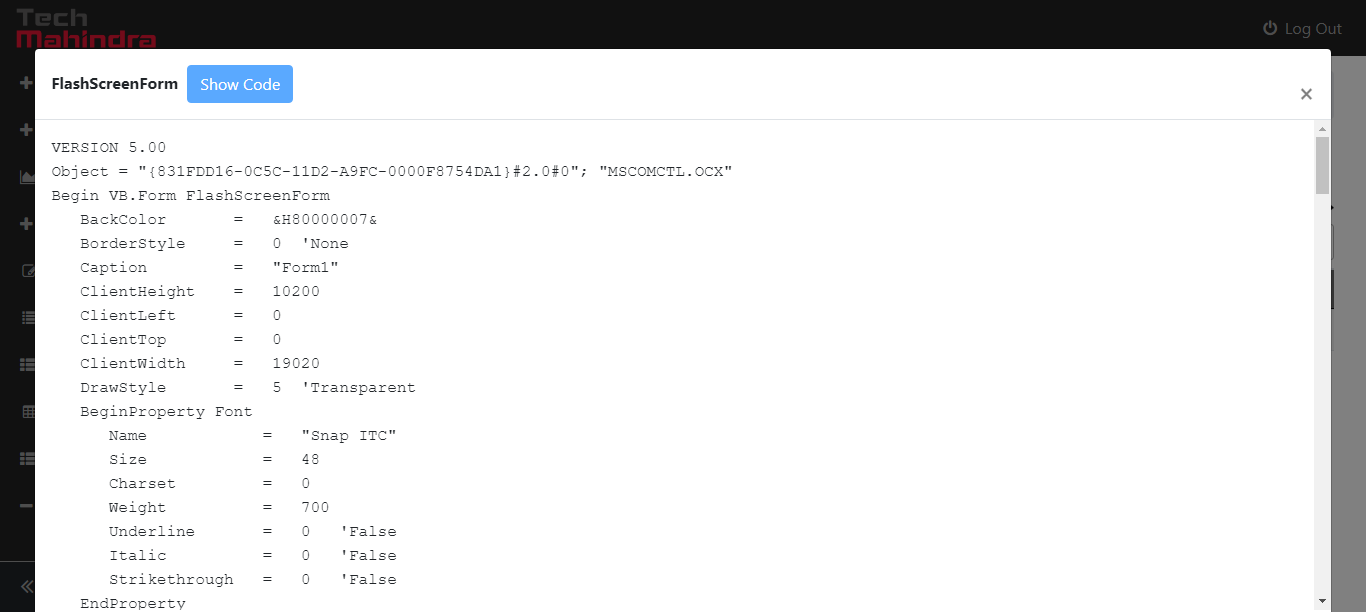 Tech
Mahindra
Log Out
FlashScreenForm
Show Code
×
VERSION 5.00
Object = "{831FDD16-0C5C-11D2-A9FC-0000F8754DA1}#2.0#0"; "MSCOMCTL.OCX"
Begin VB.Form FlashScreenForm
   BackColor       =   &H80000007&
   BorderStyle     =   0  'None
   Caption         =   "Form1"
   ClientHeight    =   10200
   ClientLeft      =   0
   ClientTop       =   0
   ClientWidth     =   19020
   DrawStyle       =   5  'Transparent
   BeginProperty Font
      Name            =   "Snap ITC"
      Size            =   48
      Charset         =   0
      Weight          =   700
      Underline       =   0   'False
      Italic          =   0   'False
      Strikethrough   =   0   'False
   EndProperty